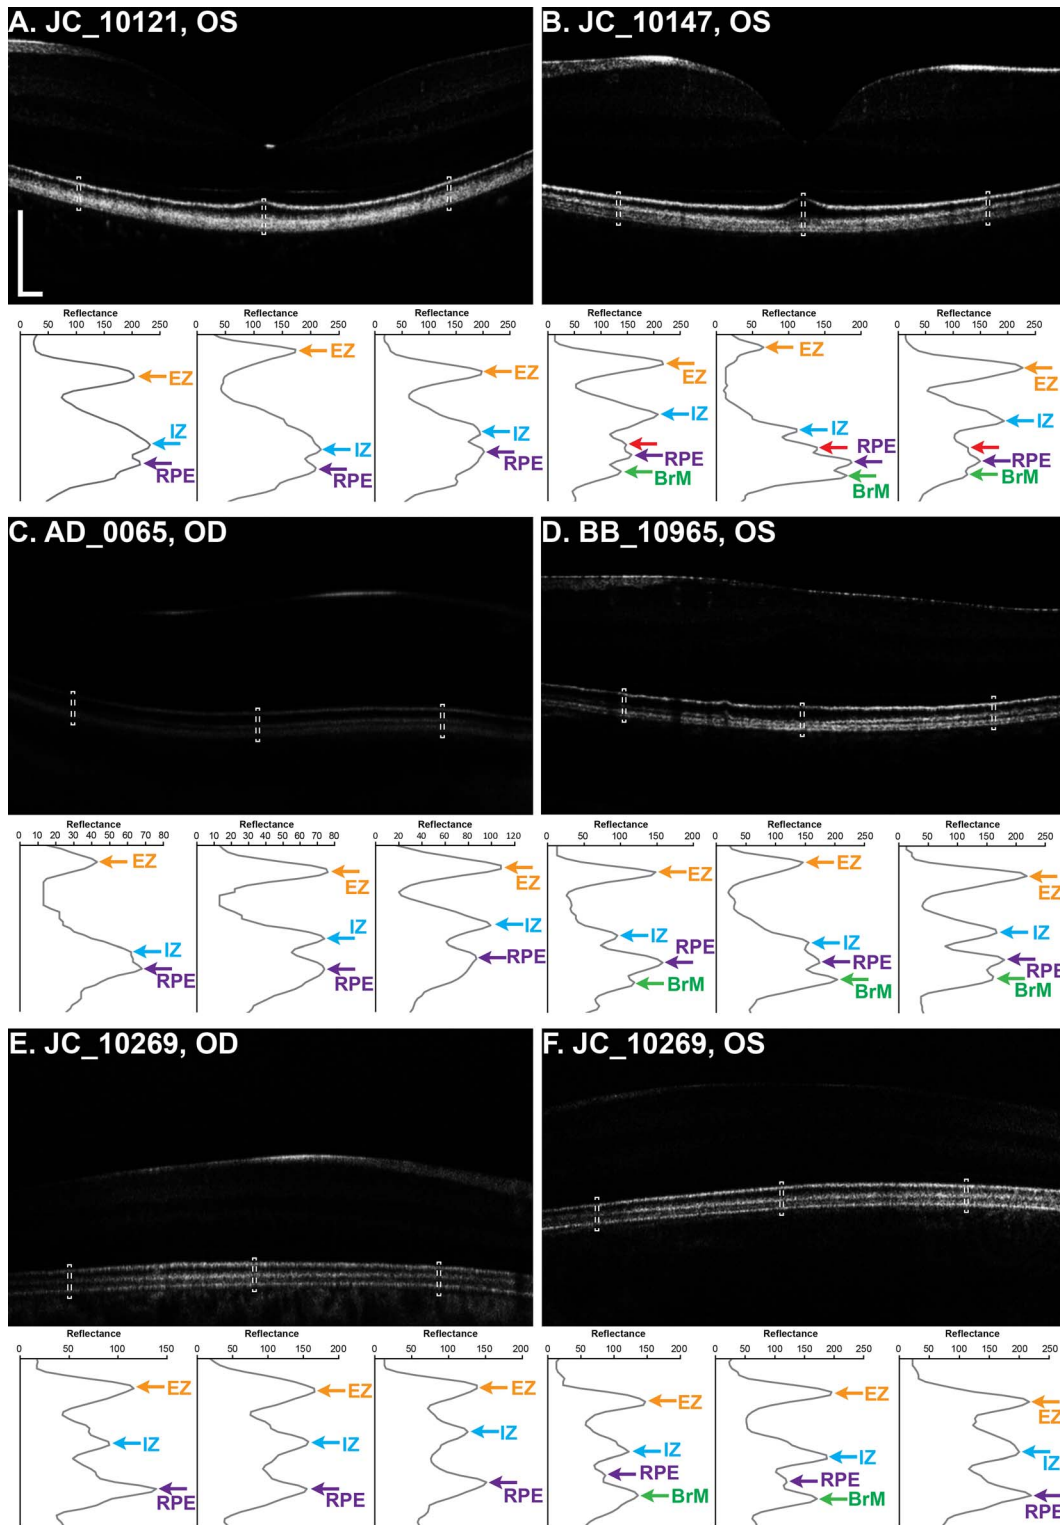 A. JC_10121, OS
B. JC_10147, OS
Reflectance Reflectance Reflectance Reflectance Reflectance Reflectance
0 50 100 150 200 250
0 50 100 150 200 250
0 50 100 150 200 250
0 50 100 150 200 250
0 50 100 150 200
0 50 100 150 200 250
EZ
IZ
RPE
EZ
IZ
RPE
EZ
IZ
RPE
EZ
IZ
RPE
BrM
EZ
IZ
RPE
BrM
EZ
IZ
RPE
BrM
C. AD_0065, OD
D. BB_10965, OS
Reflectance Reflectance Reflectance Reflectance Reflectance Reflectance
0 10 20 30 40 50 60 70 80
0 10 20 30 40 50 60 70 80
0 20 40 60 80 100 120
0 50 100 150 200
0 50 100 150 200 250
0 50 100 150 200 250
EZ
IZ
RPE
EZ
IZ
RPE
EZ
IZ
RPE
EZ
IZ
RPE
BrM
EZ
IZ
RPE
BrM
EZ
IZ
RPE
BrM
E. JC_10269, OD
F. JC_10269, OS
Reflectance Reflectance Reflectance Reflectance Reflectance Reflectance
0 50 100 150
0 50 100 150 200
0 50 100 150 200
0 50 100 150 200
0 50 100 150 200 250
0 50 100 150 200 250
EZ
IZ
RPE
EZ
IZ
RPE
EZ
IZ
RPE
EZ
IZ
RPE
BrM
EZ
IZ
RPE
BrM
EZ
IZ
RPE